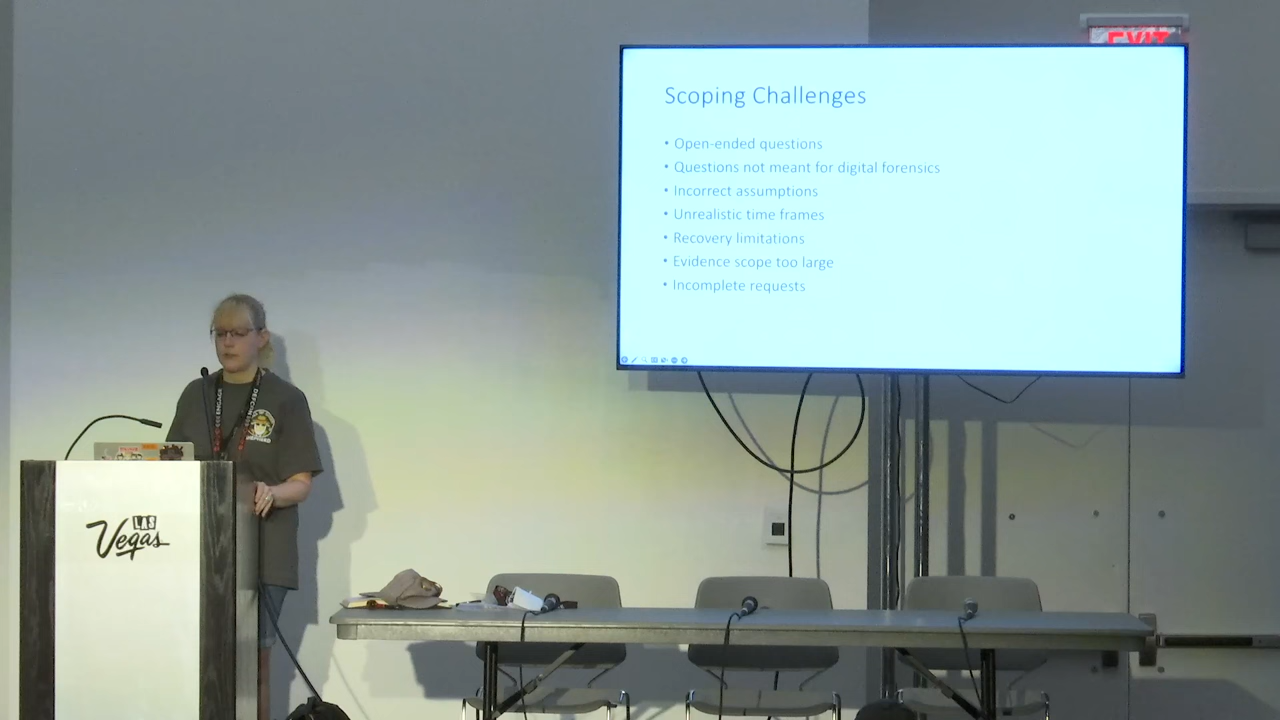 EXIT
Scoping Challenges
• Open-ended questions
• Questions not meant for digital forensics
• Incorrect assumptions
• Unrealistic time frames
• Recovery limitations
• Evidence scope too large
• Incomplete requests
LAS
Vegas